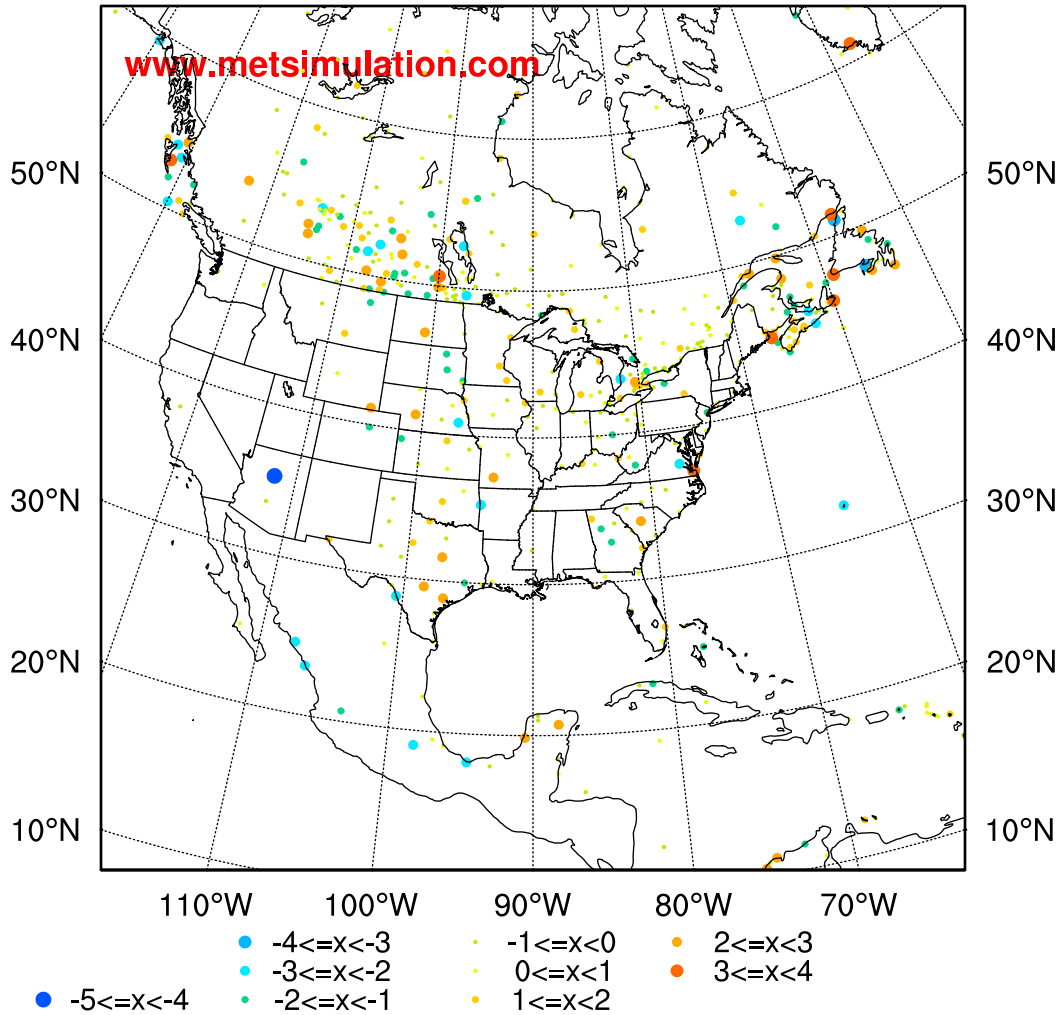 www.metsimulation.com
50°N 50°N
40°N 40°N
30°N 30°N
20°N 20°N
10°N 10°N
110°W 100°W 90°W 80°W 70°W
-4<=x<-3 -1<=x<0 2<=x<3
-3<=x<-2 0<=x<1 3<=x<4
-5<=x<-4 -2<=x<-1 1<=x<2